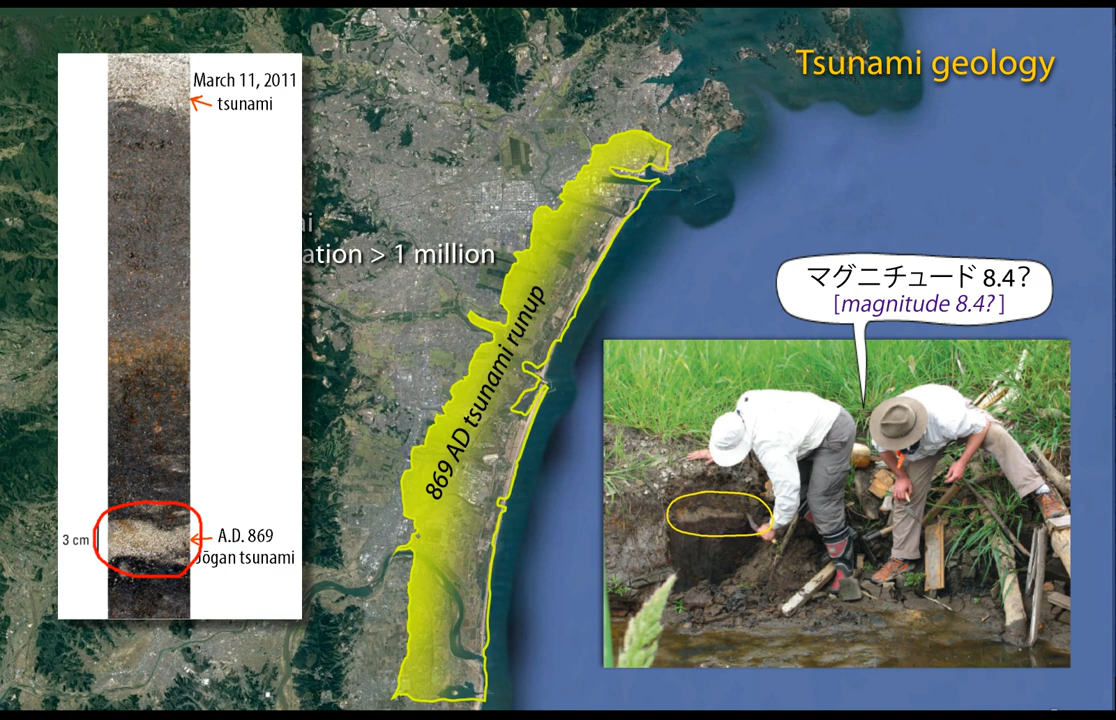 Tsunami geology
March 11, 2011
tsunami
ation > 1 million
869 AD tsunami runup
マグニチュード 8.4?
[magnitude 8.4?]
3 cm
A.D. 869
Jōgan tsunami